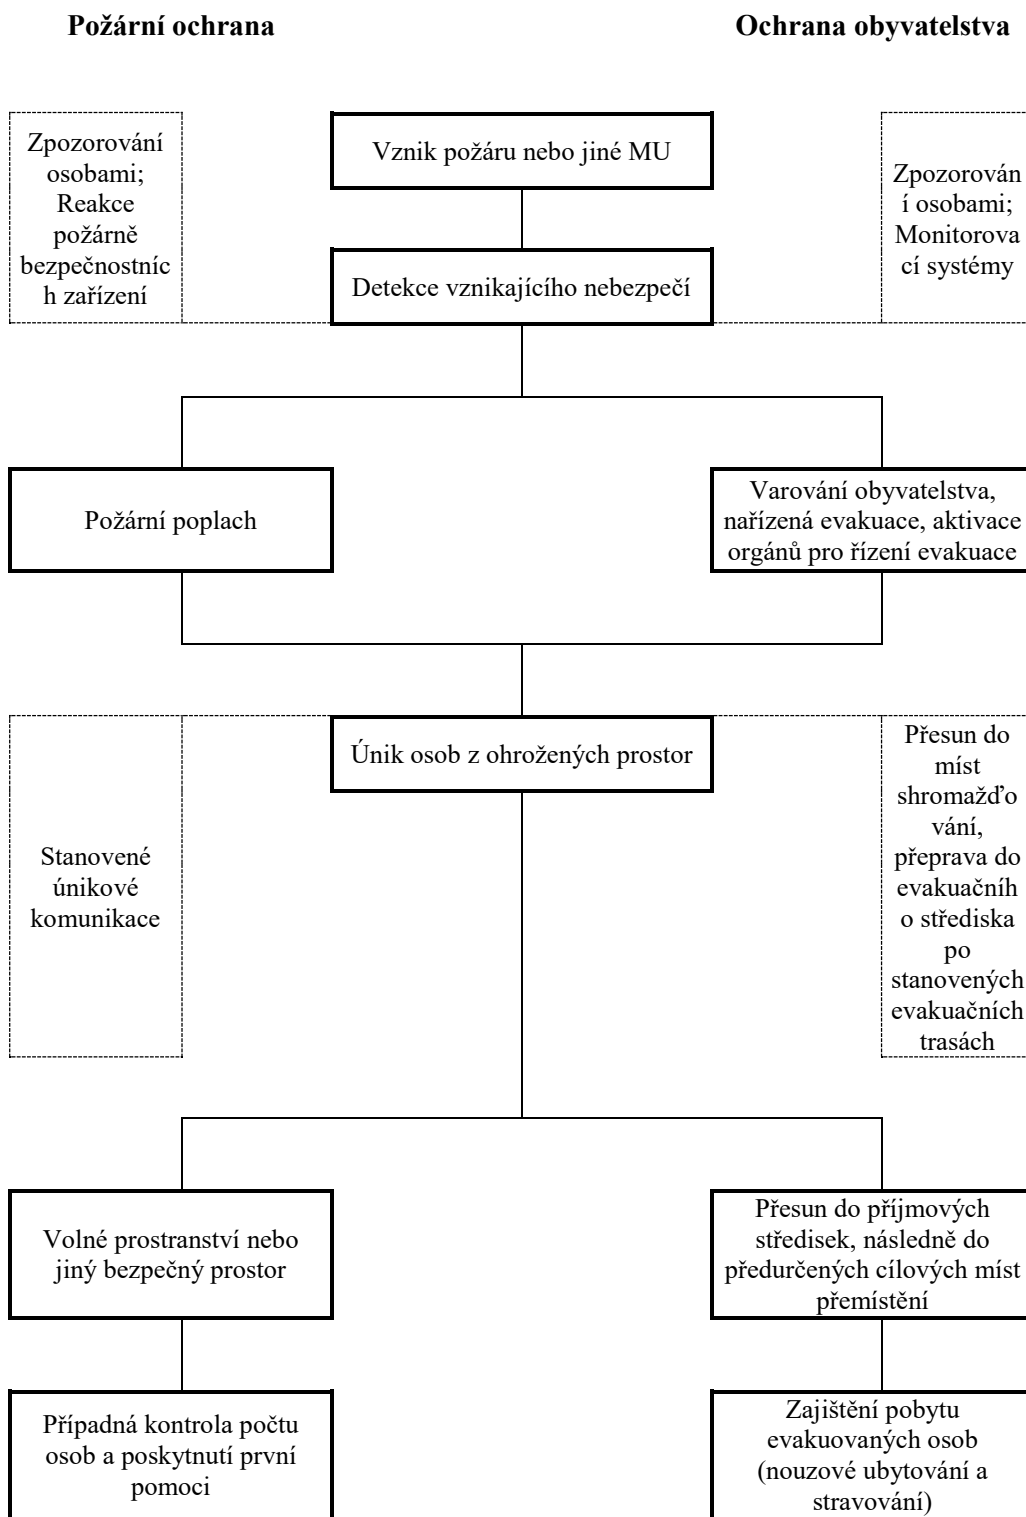 Požární ochrana
Ochrana obyvatelstva
Zpozorování
osobami;
Reakce
požárně
bezpečnostníc
h zařízení
Vznik požáru nebo jiné MU
Zpozorován
í osobami;
Monitorova
cí systémy
Detekce vznikajícího nebezpečí
Požární poplach
Varování obyvatelstva,
nařízená evakuace, aktivace
orgánů pro řízení evakuace
Únik osob z ohrožených prostor
Stanovené
únikové
komunikace
Přesun do
míst
shromažďo
vání,
přeprava do
evakuačníh
o střediska
po
stanovených
evakuačních
trasách
Volné prostranství nebo
jiný bezpečný prostor
Přesun do příjmových
středisek, následně do
předurčených cílových míst
přemístění
Případná kontrola počtu
osob a poskytnutí první
pomoci
Zajištění pobytu
evakuovaných osob
(nouzové ubytování a
stravování)